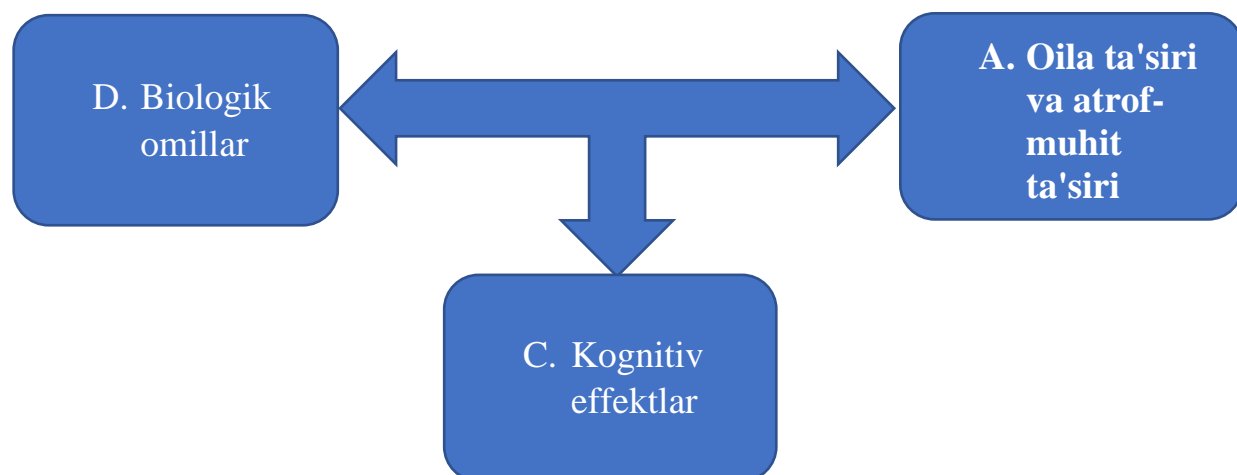 D. Biologik
omillar
A. Oila ta'siri
va atrof-
muhit
ta'siri
C. Kognitiv
effektlar